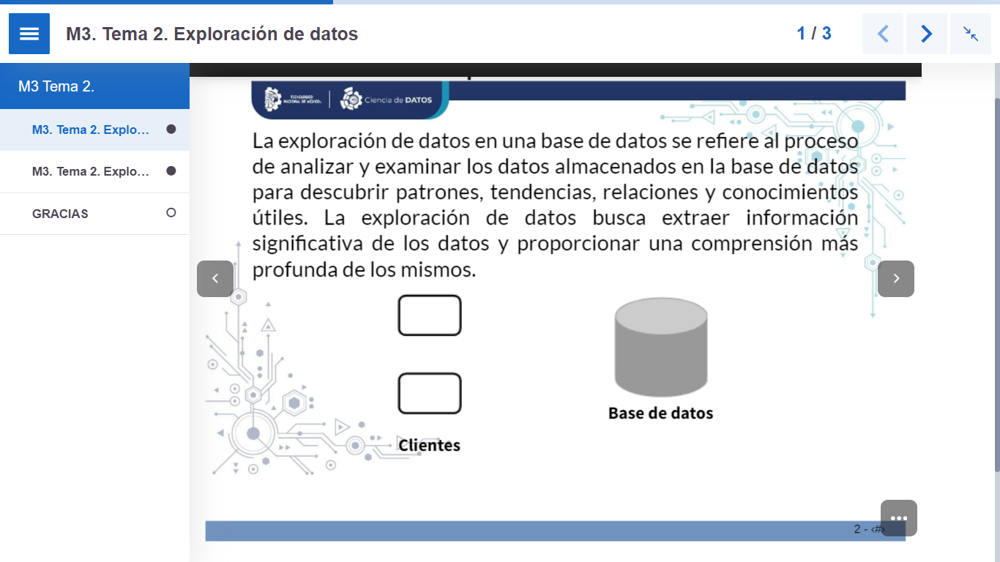 M3. Tema 2. Exploración de datos
1 / 3
M3 Tema 2.
M3. Tema 2. Explo...
M3. Tema 2. Explo...
GRACIAS
TECNOLÓGICO
NACIONAL DE MÉXICO
Ciencia de DATOS
La exploración de datos en una base de datos se refiere al proceso
de analizar y examinar los datos almacenados en la base de datos
para descubrir patrones, tendencias, relaciones y conocimientos
útiles. La exploración de datos busca extraer información
significativa de los datos y proporcionar una comprensión más
profunda de los mismos.
Base de datos
Clientes
2 - ‹#›